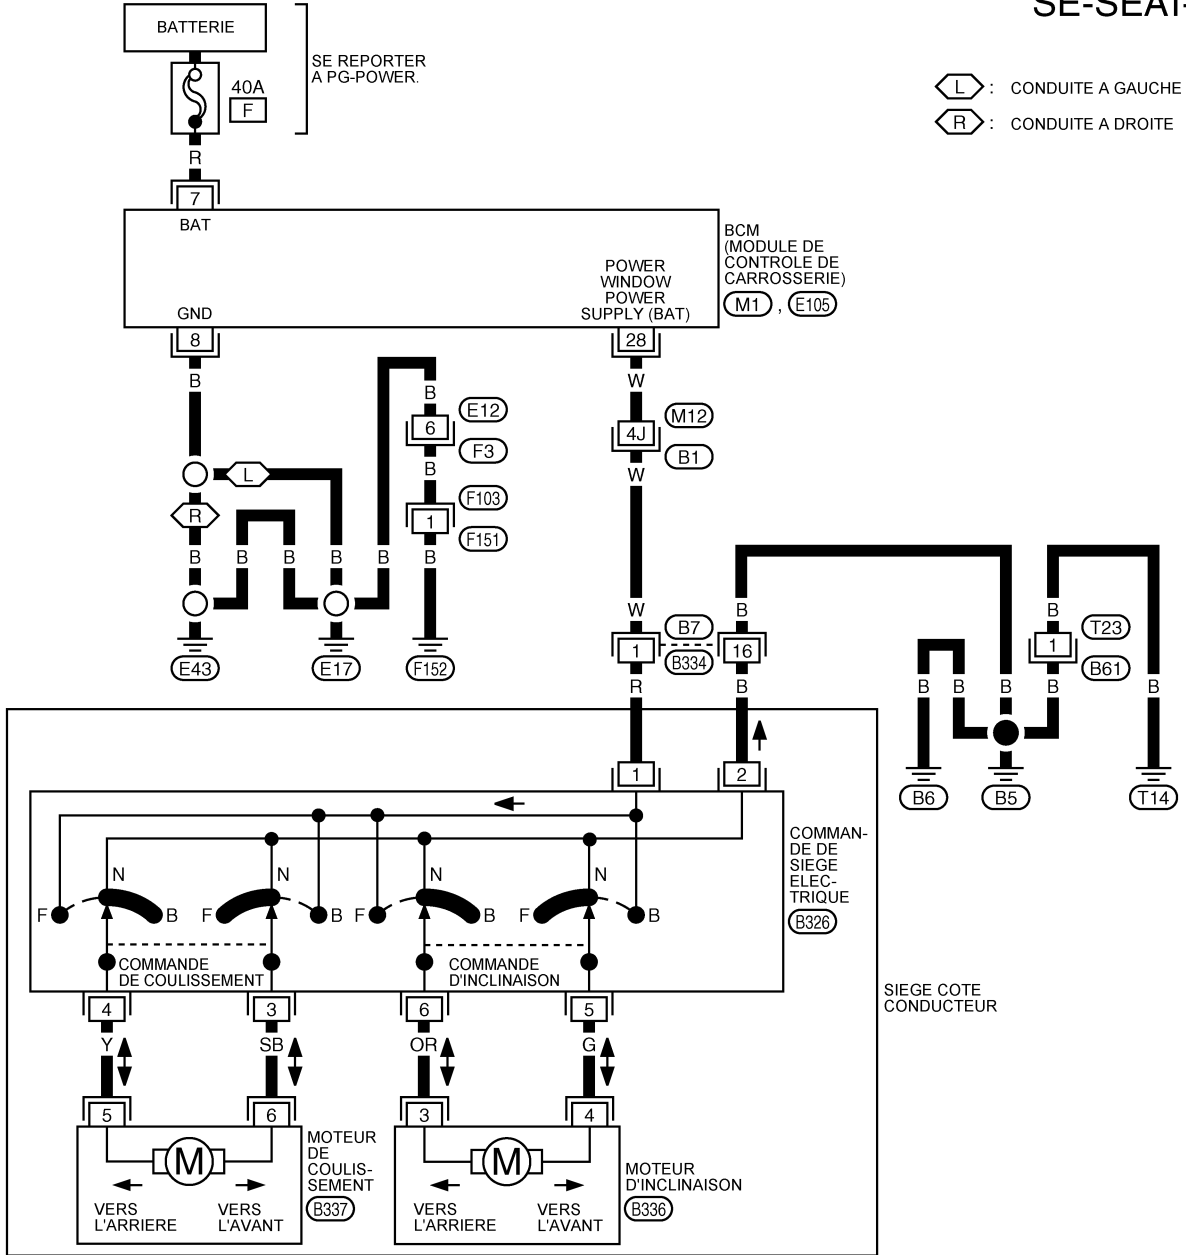 SE-SEAT-
BATTERIE
SE REPORTER
A PG-POWER.
40A
F
L : CONDUITE A GAUCHE
R : CONDUITE A DROITE
R
7
BAT
BCM
(MODULE DE
CONTROLE DE
CARROSSERIE)
M1 , E105
POWER
WINDOW
POWER
SUPPLY (BAT)
GND
8
28
B
B
W
E12
M12
6
4J
F3
B1
B
W
L
F103
R
1
F151
B
B
B
B
B
B
W
B
B
B7
T23
1
16
1
B334
B61
E43
E17
F152
R
B
B
B
B
B
B
1
2
B6
B5
T14
COMMAN-
DE DE
SIEGE
ELEC-
TRIQUE
B326
N
N
N
N
F
B
F
B
F
B
F
B
COMMANDE
DE COULISSEMENT
COMMANDE
D'INCLINAISON
SIEGE COTE
CONDUCTEUR
4
3
6
5
Y
SB
OR
G
5
6
3
4
M
M
MOTEUR
DE
COULIS-
SEMENT
B337
MOTEUR
D'INCLINAISON
B336
VERS
L'ARRIERE
VERS
L'AVANT
VERS
L'ARRIERE
VERS
L'AVANT